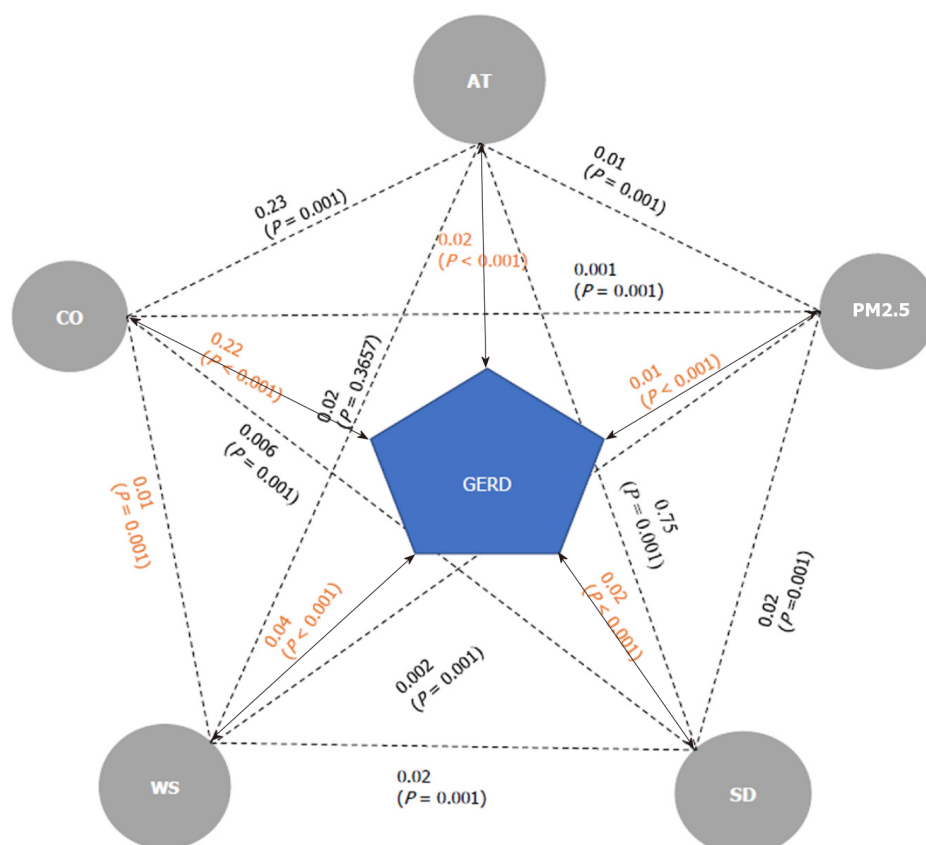 AT
0.01
(P = 0.001)
0.23
(P = 0.001)
0.02
(P < 0.001)
0.001
(P = 0.001)
CO
PM2.5
0.22
(P < 0.001)
0.02
(P = 0.3657)
0.01
(P < 0.001)
0.006
(P = 0.001)
GERD
0.01
(P = 0.001)
0.75
(P = 0.001)
0.02
(P =0.001)
0.04
(P < 0.001)
0.02
(P < 0.001)
0.002
(P = 0.001)
WS
0.02
(P = 0.001)
SD